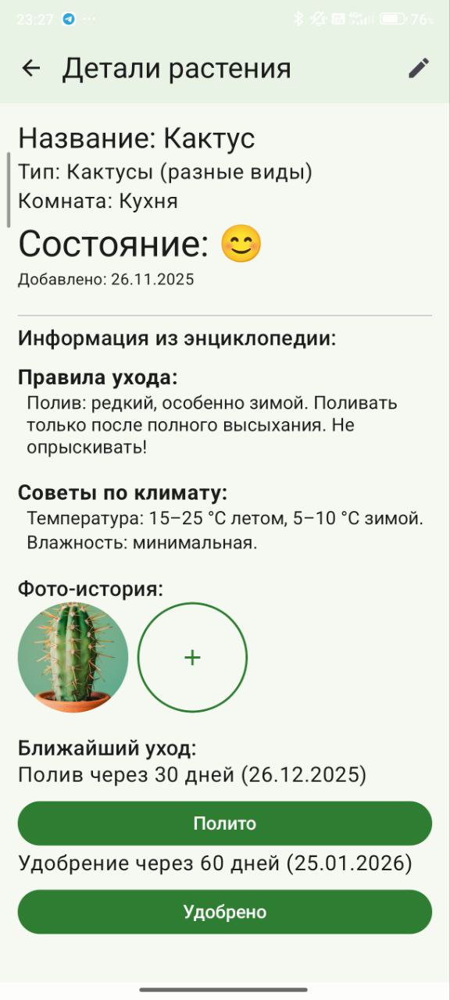 23:27
76%
Детали растения
Название: Кактус
Тип: Кактусы (разные виды)
Комната: Кухня
Состояние: 😊
Добавлено: 26.11.2025
Информация из энциклопедии:
Правила ухода:
Полив: редкий, особенно зимой. Поливать
только после полного высыхания. Не
опрыскивать!
Советы по климату:
Температура: 15–25 °C летом, 5–10 °C зимой.
Влажность: минимальная.
Фото-история:
+
Ближайший уход:
Полив через 30 дней (26.12.2025)
Полито
Удобрение через 60 дней (25.01.2026)
Удобрено